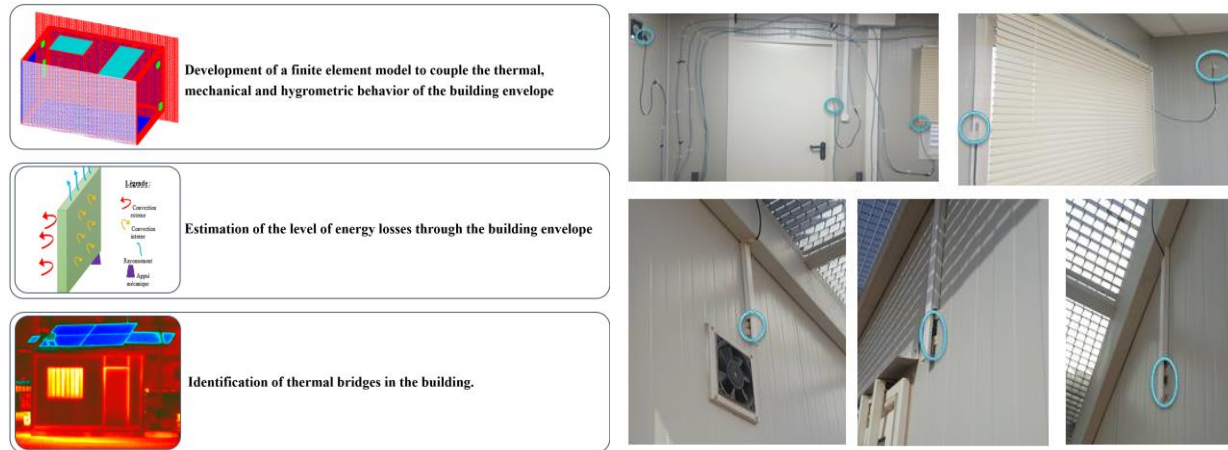 Development of a finite element model to couple the thermal,
mechanical and hygrometric behavior of the building envelope
Légende :
Convection
externe
Convection
interne
Rayonnement
Appui
mécanique
Estimation of the level of energy losses through the building envelope
Identification of thermal bridges in the building.